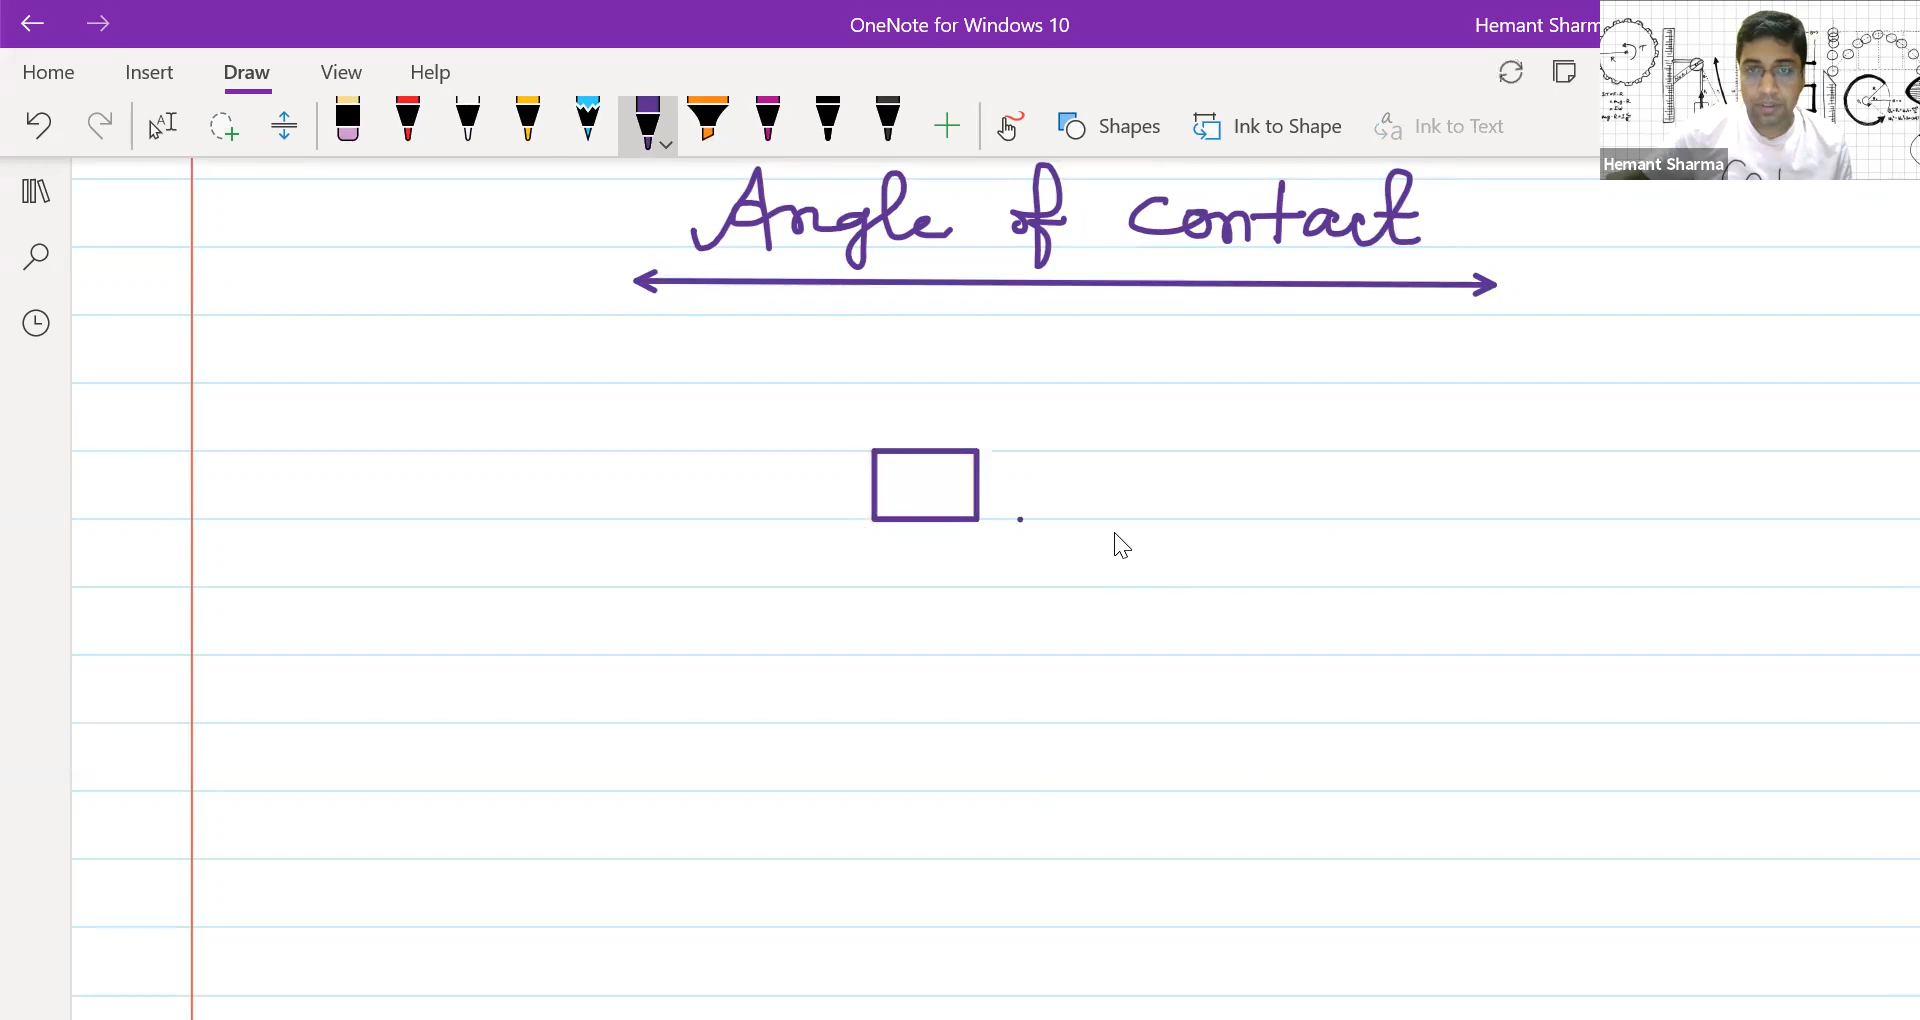 OneNote for Windows 10
Hemant Sharm
Home Insert Draw View Help
Shapes Ink to Shape Ink to Text
Hemant Sharma
Angle of contact